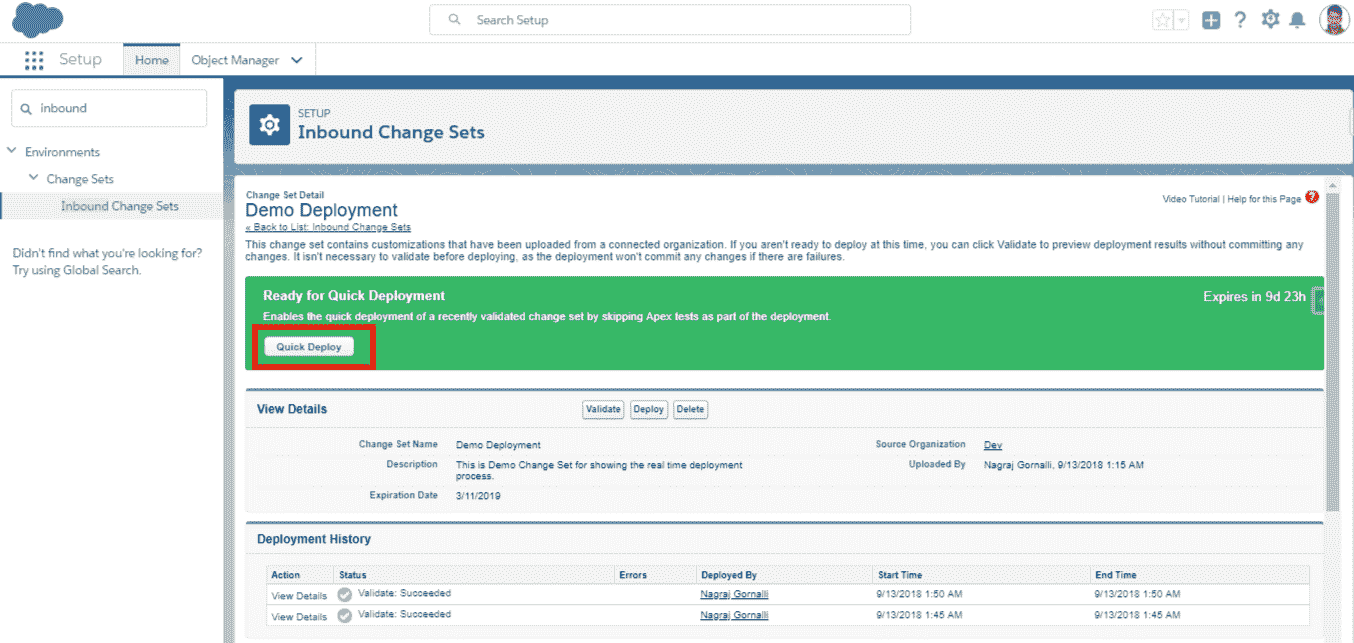 Search Setup
Setup
Home
Object Manager
inbound
Environments
Change Sets
Inbound Change Sets
Didn't find what you're looking for?
Try using Global Search.
SETUP
Inbound Change Sets
Change Set Detail
Demo Deployment
« Back to List: Inbound Change Sets
Video Tutorial | Help for this Page ?
This change set contains customizations that have been uploaded from a connected organization. If you aren't ready to deploy at this time, you can click Validate to preview deployment results without committing any
changes. It isn't necessary to validate before deploying, as the deployment won't commit any changes if there are failures.
Ready for Quick Deployment
Expires in 9d 23h
Enables the quick deployment of a recently validated change set by skipping Apex tests as part of the deployment.
Quick Deploy
View Details
Validate Deploy Delete
Change Set Name Demo Deployment Source Organization Dev
Description This is Demo Change Set for showing the real time deployment Uploaded By Nagraj Gornalli, 9/13/2018 1:15 AM
process.
Expiration Date 3/11/2019
Deployment History
Action Status Errors Deployed By Start Time End Time
View Details Validate: Succeeded Nagraj Gornalli 9/13/2018 1:50 AM 9/13/2018 1:50 AM
View Details Validate: Succeeded Nagraj Gornalli 9/13/2018 1:45 AM 9/13/2018 1:45 AM